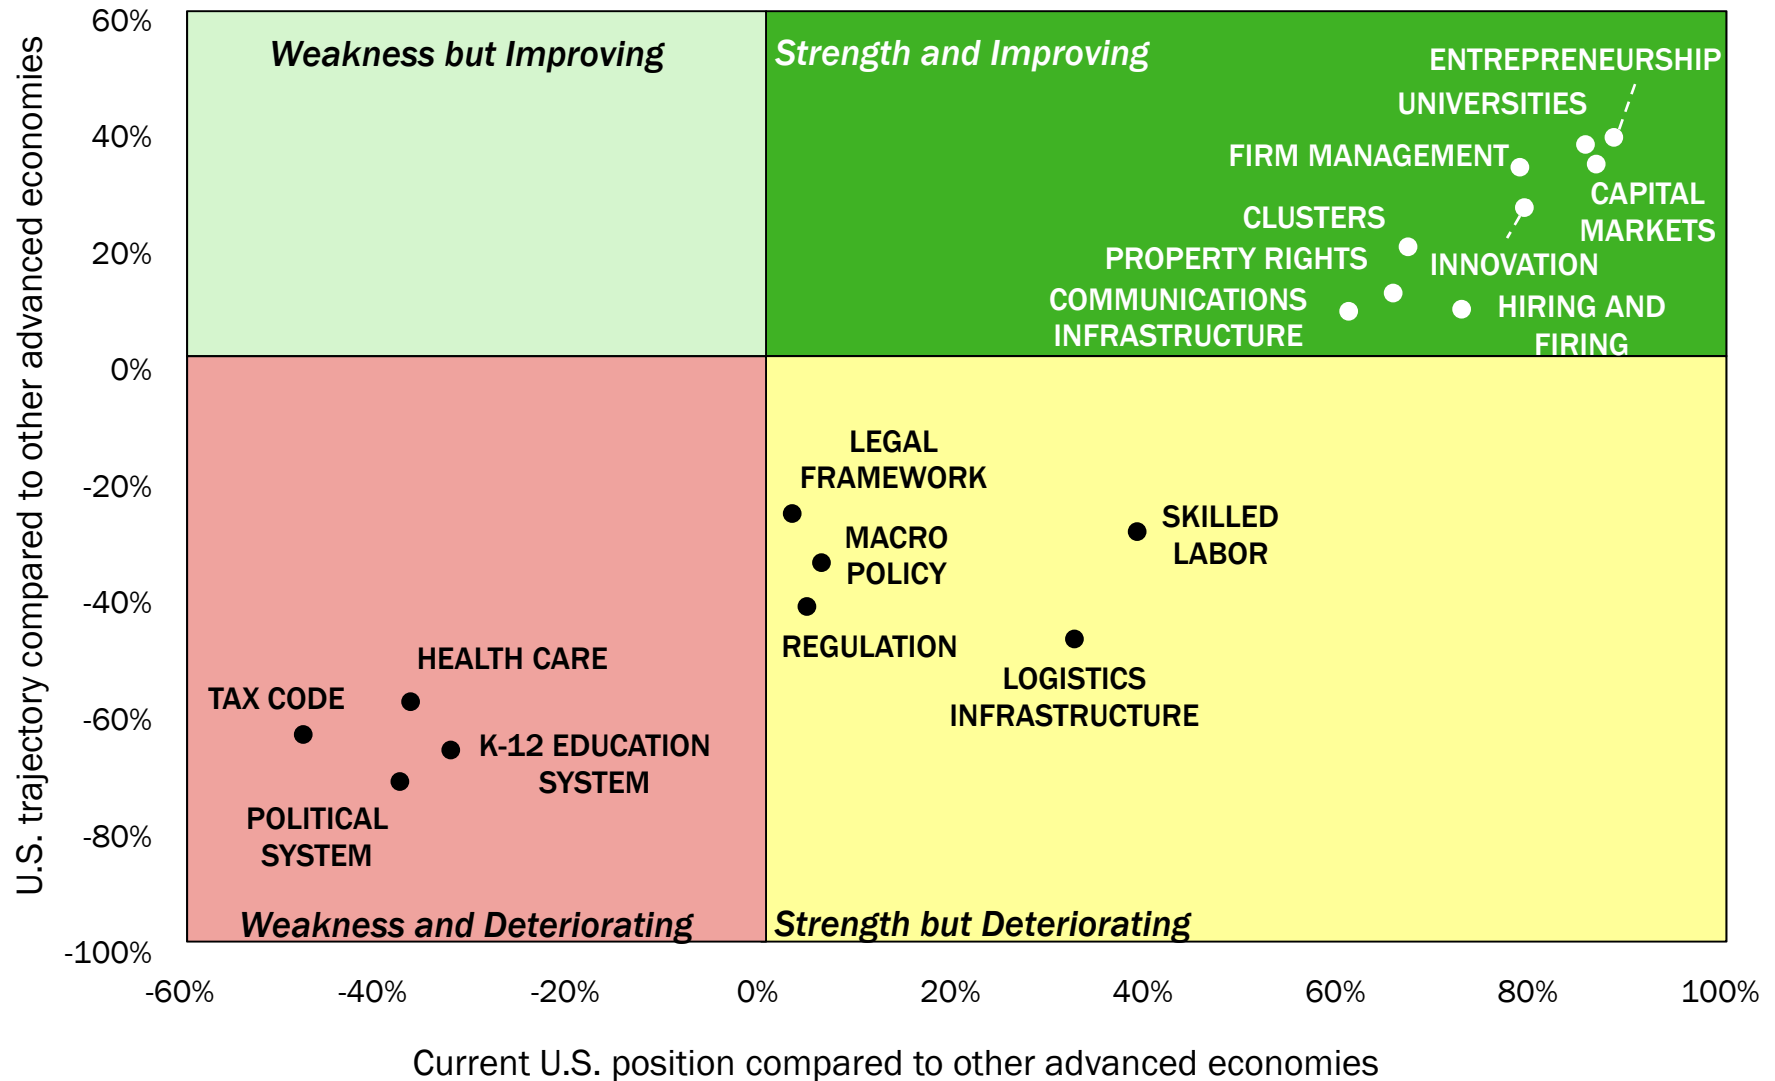 U.S. trajectory compared to other advanced economies
60%
40%
20%
0%
-20%
-40%
-60%
-80%
-100%
Weakness but Improving
Strength and Improving
ENTREPRENEURSHIP
UNIVERSITIES
FIRM MANAGEMENT
CAPITAL
MARKETS
CLUSTERS
PROPERTY RIGHTS
INNOVATION
COMMUNICATIONS
INFRASTRUCTURE
HIRING AND
FIRING
LEGAL
FRAMEWORK
MACRO
POLICY
SKILLED
LABOR
REGULATION
LOGISTICS
INFRASTRUCTURE
HEALTH CARE
TAX CODE
K-12 EDUCATION
SYSTEM
POLITICAL
SYSTEM
Weakness and Deteriorating
Strength but Deteriorating
-60%
-40%
-20%
0%
20%
40%
60%
80%
100%
Current U.S. position compared to other advanced economies